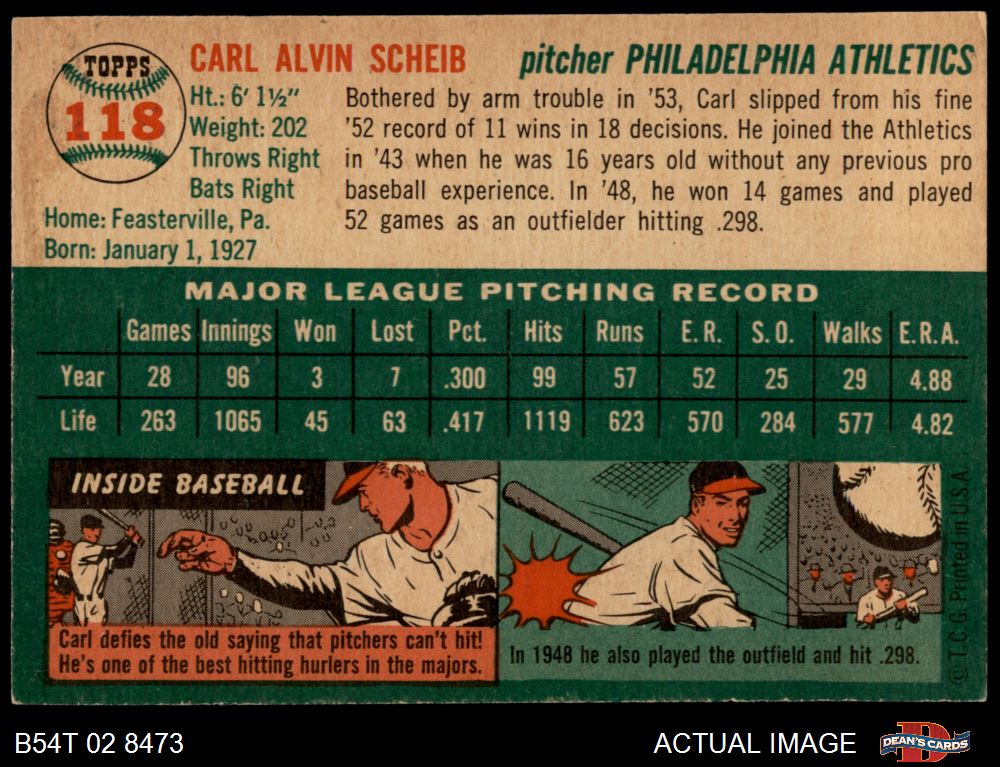 TOPPS
118
CARL ALVIN SCHEIB
pitcher PHILADELPHIA ATHLETICS
Ht.: 6' 1½"
Weight: 202
Throws Right
Bats Right
Home: Feasterville, Pa.
Born: January 1, 1927
Bothered by arm trouble in '53, Carl slipped from his fine
'52 record of 11 wins in 18 decisions. He joined the Athletics
in '43 when he was 16 years old without any previous pro
baseball experience. In '48, he won 14 games and played
52 games as an outfielder hitting .298.
MAJOR LEAGUE PITCHING RECORD
Games Innings Won Lost Pct. Hits Runs E.R. S.O. Walks E.R.A.
Year 28 96 3 7 .300 99 57 52 25 29 4.88
Life 263 1065 45 63 .417 1119 623 570 284 577 4.82
INSIDE BASEBALL
Carl defies the old saying that pitchers can't hit!
He's one of the best hitting hurlers in the majors.
In 1948 he also played the outfield and hit .298.
© T.C.G. Printed in U.S.A.
B54T 02 8473
ACTUAL IMAGE
DEAN'S CARDS